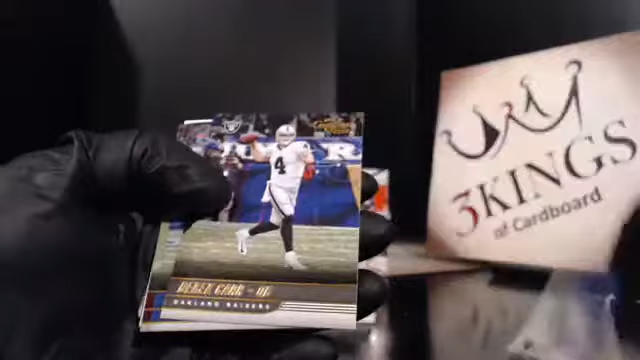 4
DEREK CARR - QB
OAKLAND RAIDERS
3KINGS
of Cardboard